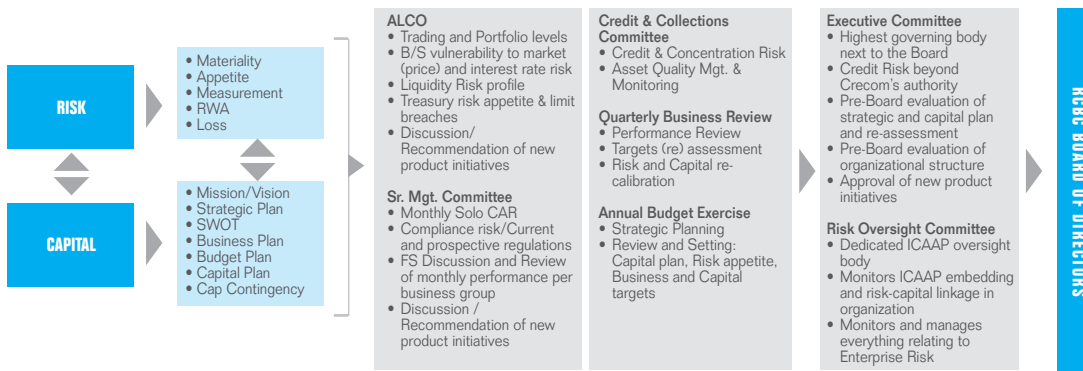 RISK
CAPITAL
• Materiality
• Appetite
• Measurement
• RWA
• Loss
• Mission/Vision
• Strategic Plan
• SWOT
• Business Plan
• Budget Plan
• Capital Plan
• Cap Contingency
ALCO
• Trading and Portfolio levels
• B/S vulnerability to market
(price) and interest rate risk
• Liquidity Risk profile
• Treasury risk appetite & limit
breaches
• Discussion/
Recommendation of new
product initiatives
Sr. Mgt. Committee
• Monthly Solo CAR
• Compliance risk/Current
and prospective regulations
• FS Discussion and Review
of monthly performance per
business group
• Discussion /
Recommendation of new
product initiatives
Credit & Collections
Committee
• Credit & Concentration Risk
• Asset Quality Mgt. &
Monitoring
Quarterly Business Review
• Performance Review
• Targets (re) assessment
• Risk and Capital re-
calibration
Annual Budget Exercise
• Strategic Planning
• Review and Setting:
Capital plan, Risk appetite,
Business and Capital
targets
Executive Committee
• Highest governing body
next to the Board
• Credit Risk beyond
Crecom's authority
• Pre-Board evaluation of
strategic and capital plan
and re-assessment
• Pre-Board evaluation of
organizational structure
• Approval of new product
initiatives
Risk Oversight Committee
• Dedicated ICAAP oversight
body
• Monitors ICAAP embedding
and risk-capital linkage in
organization
• Monitors and manages
everything relating to
Enterprise Risk
RCBC BOARD OF DIRECTORS